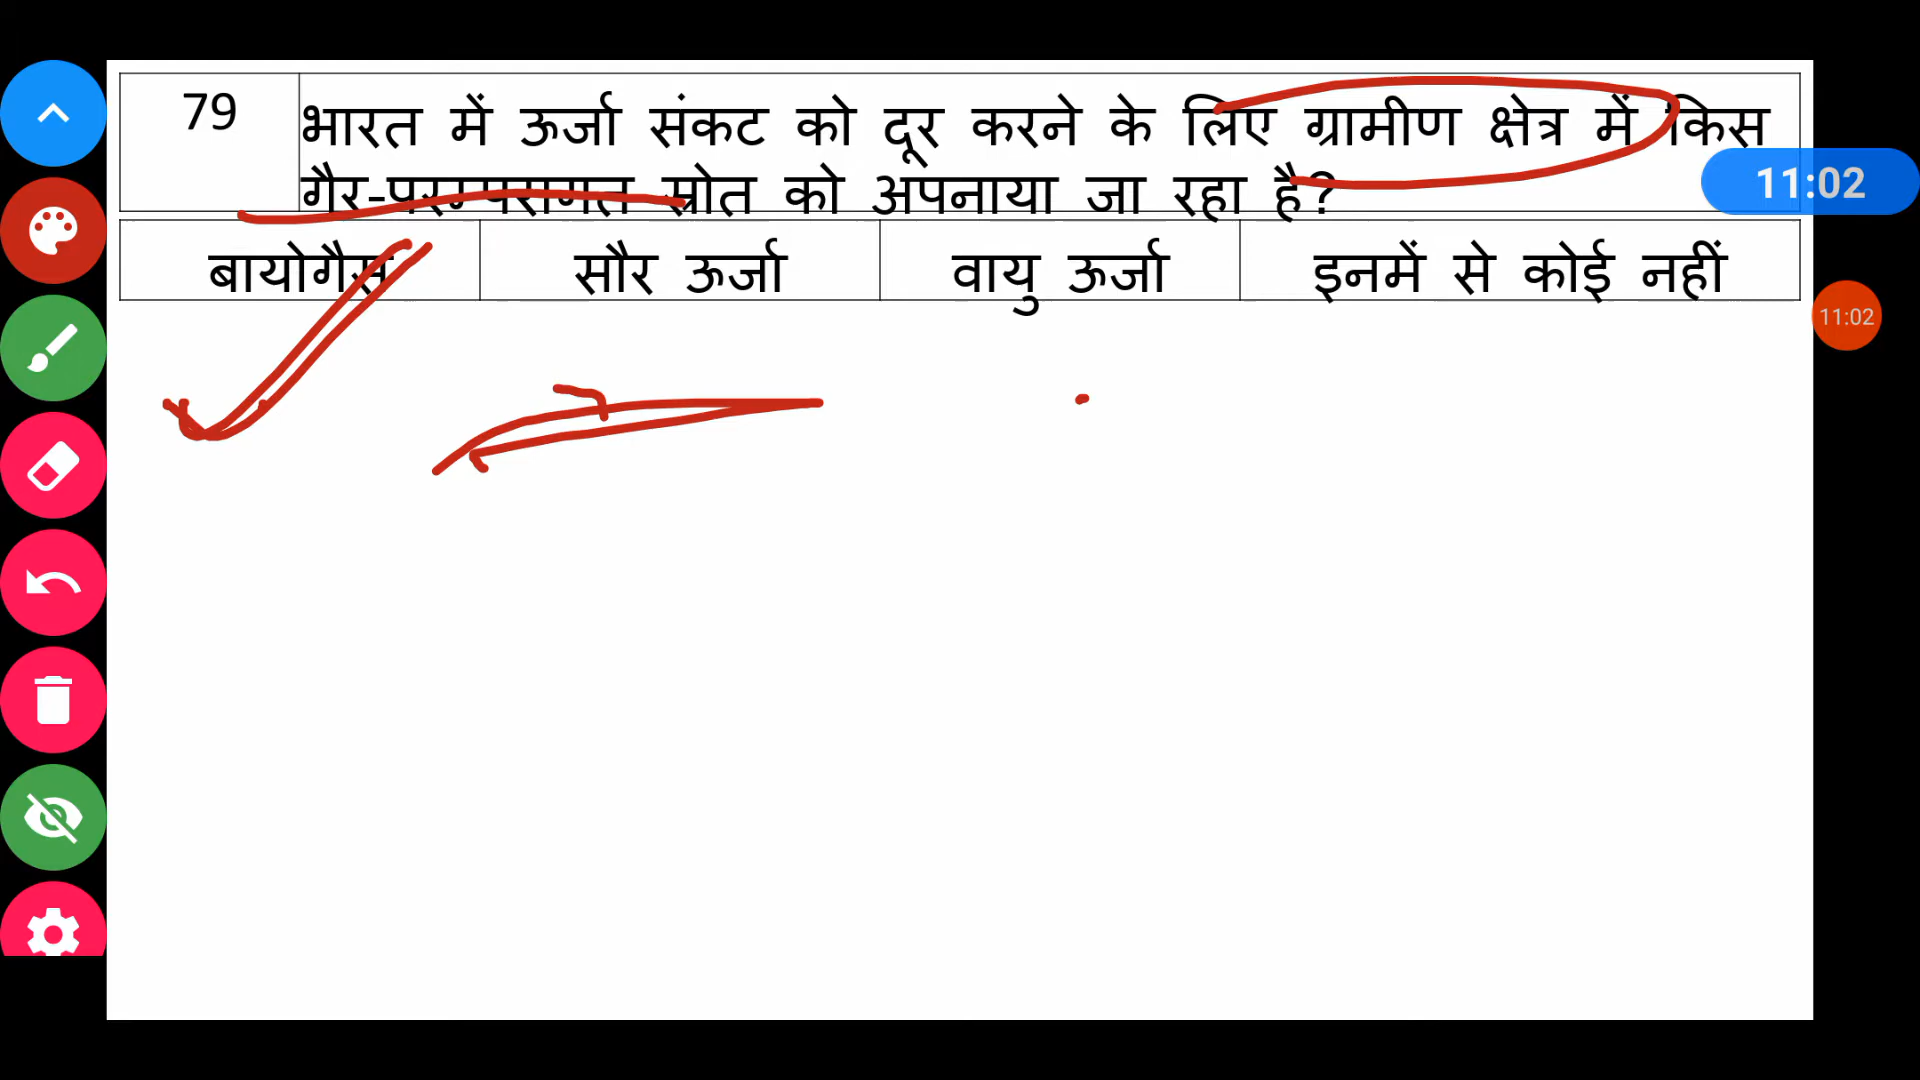 79
भारत में ऊर्जा संकट को दूर करने के लिए ग्रामीण क्षेत्र में किस
गैर-परम्परागत स्रोत को अपनाया जा रहा है?
11:02
बायोगैस सौर ऊर्जा वायु ऊर्जा इनमें से कोई नहीं
11:02